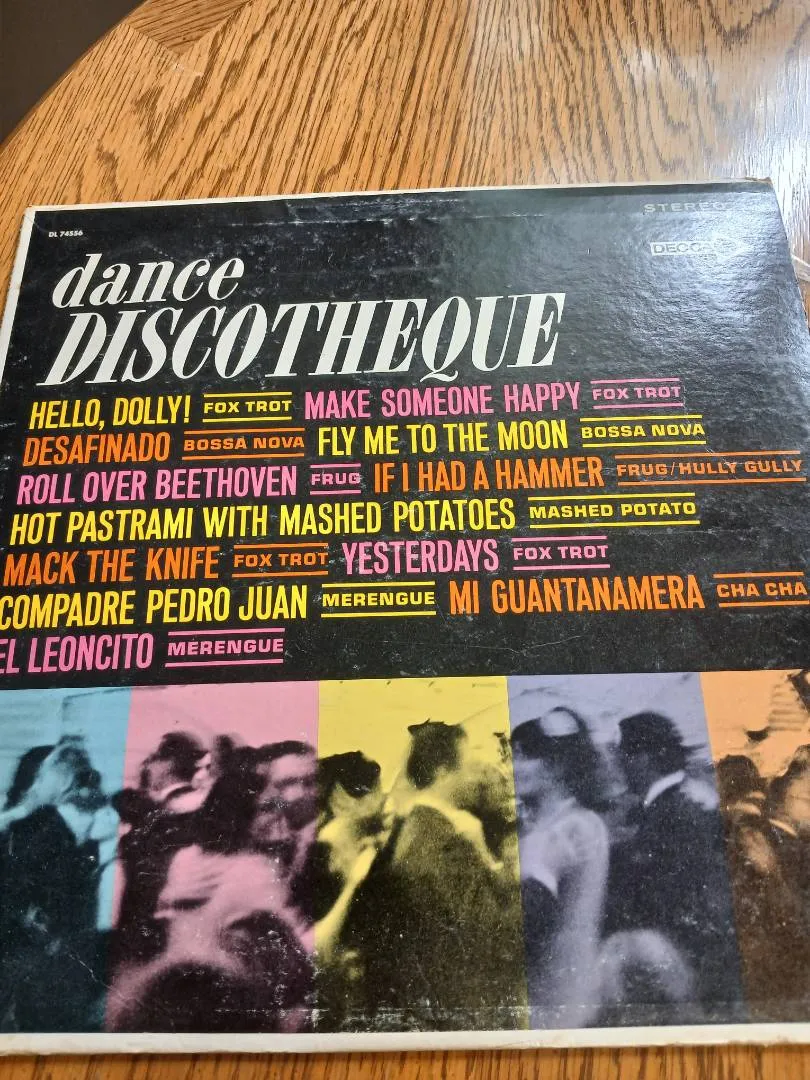 STEREO
DL 74556
DECCA
dance
DISCOTHEQUE
HELLO, DOLLY! FOX TROT MAKE SOMEONE HAPPY FOX TROT
DESAFINADO BOSSA NOVA FLY ME TO THE MOON BOSSA NOVA
ROLL OVER BEETHOVEN FRUG IF I HAD A HAMMER FRUG/HULLY GULLY
HOT PASTRAMI WITH MASHED POTATOES MASHED POTATO
MACK THE KNIFE FOX TROT YESTERDAYS FOX TROT
COMPADRE PEDRO JUAN MERENGUE MI GUANTANAMERA CHA CHA
EL LEONCITO MERENGUE